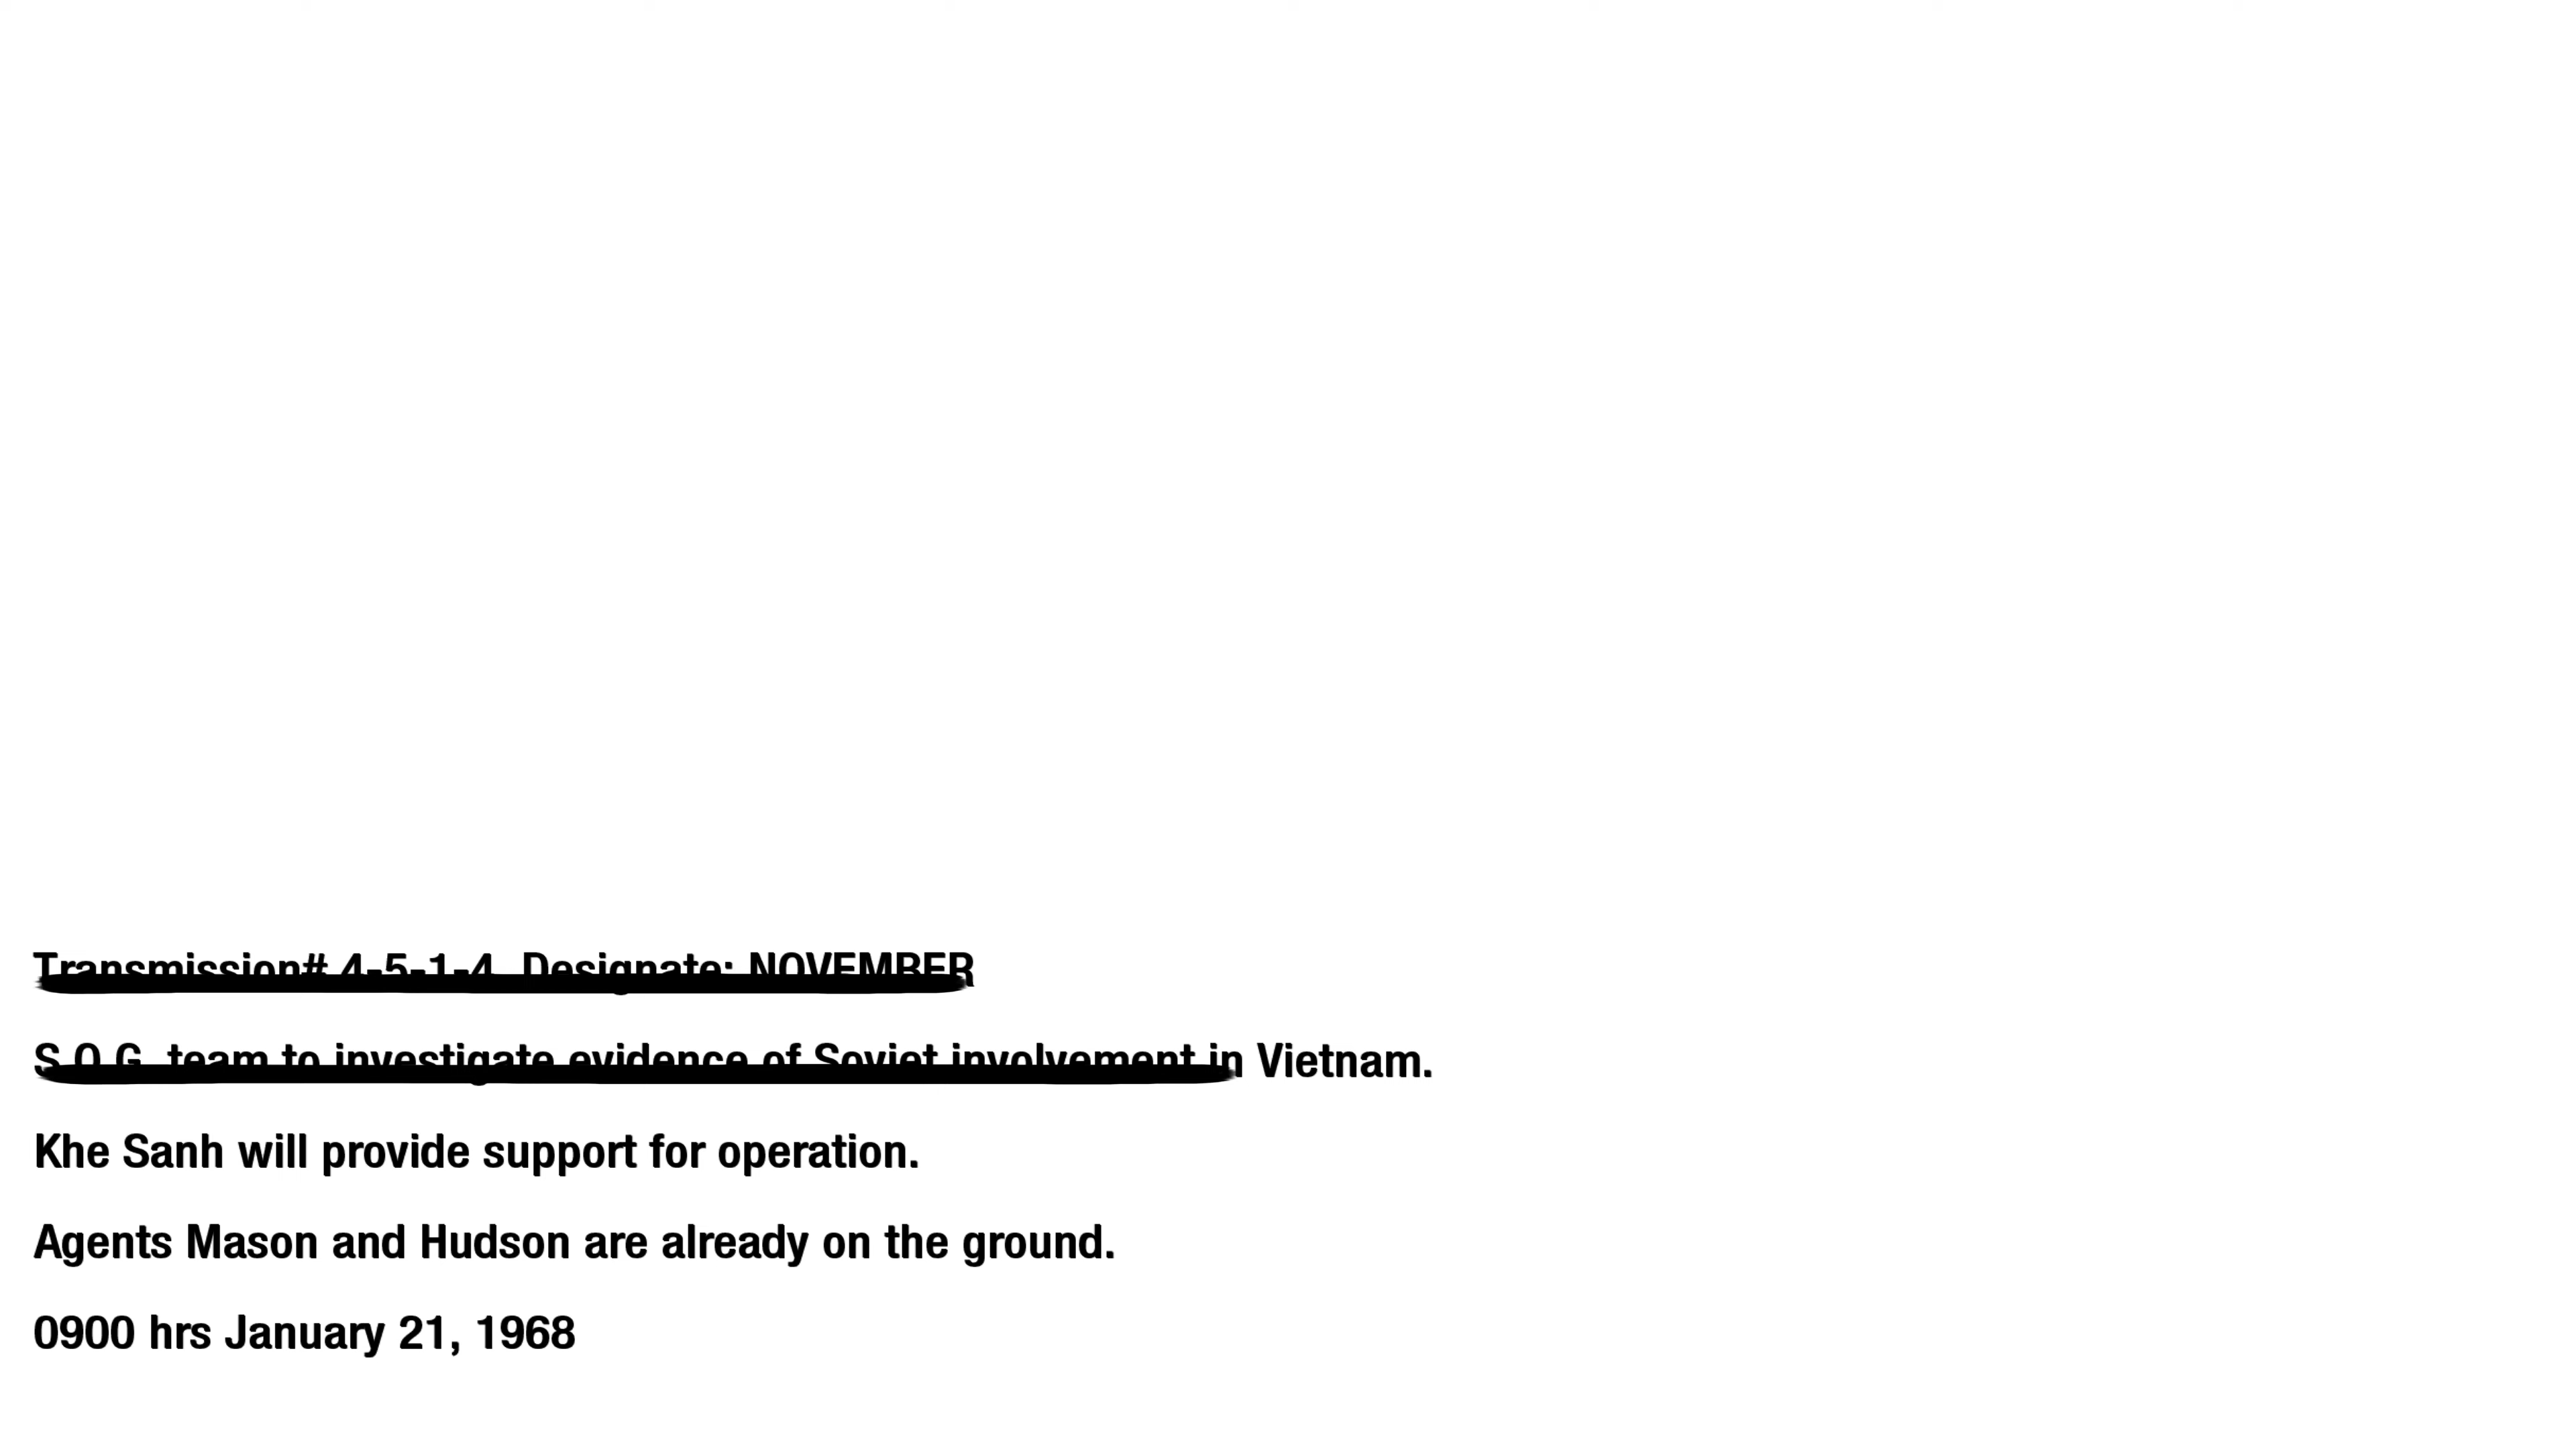 Transmission# 4-5-1-4, Designate: NOVEMBER
S.O.G. team to investigate evidence of Soviet involvement in Vietnam.
Khe Sanh will provide support for operation.
Agents Mason and Hudson are already on the ground.
0900 hrs January 21, 1968